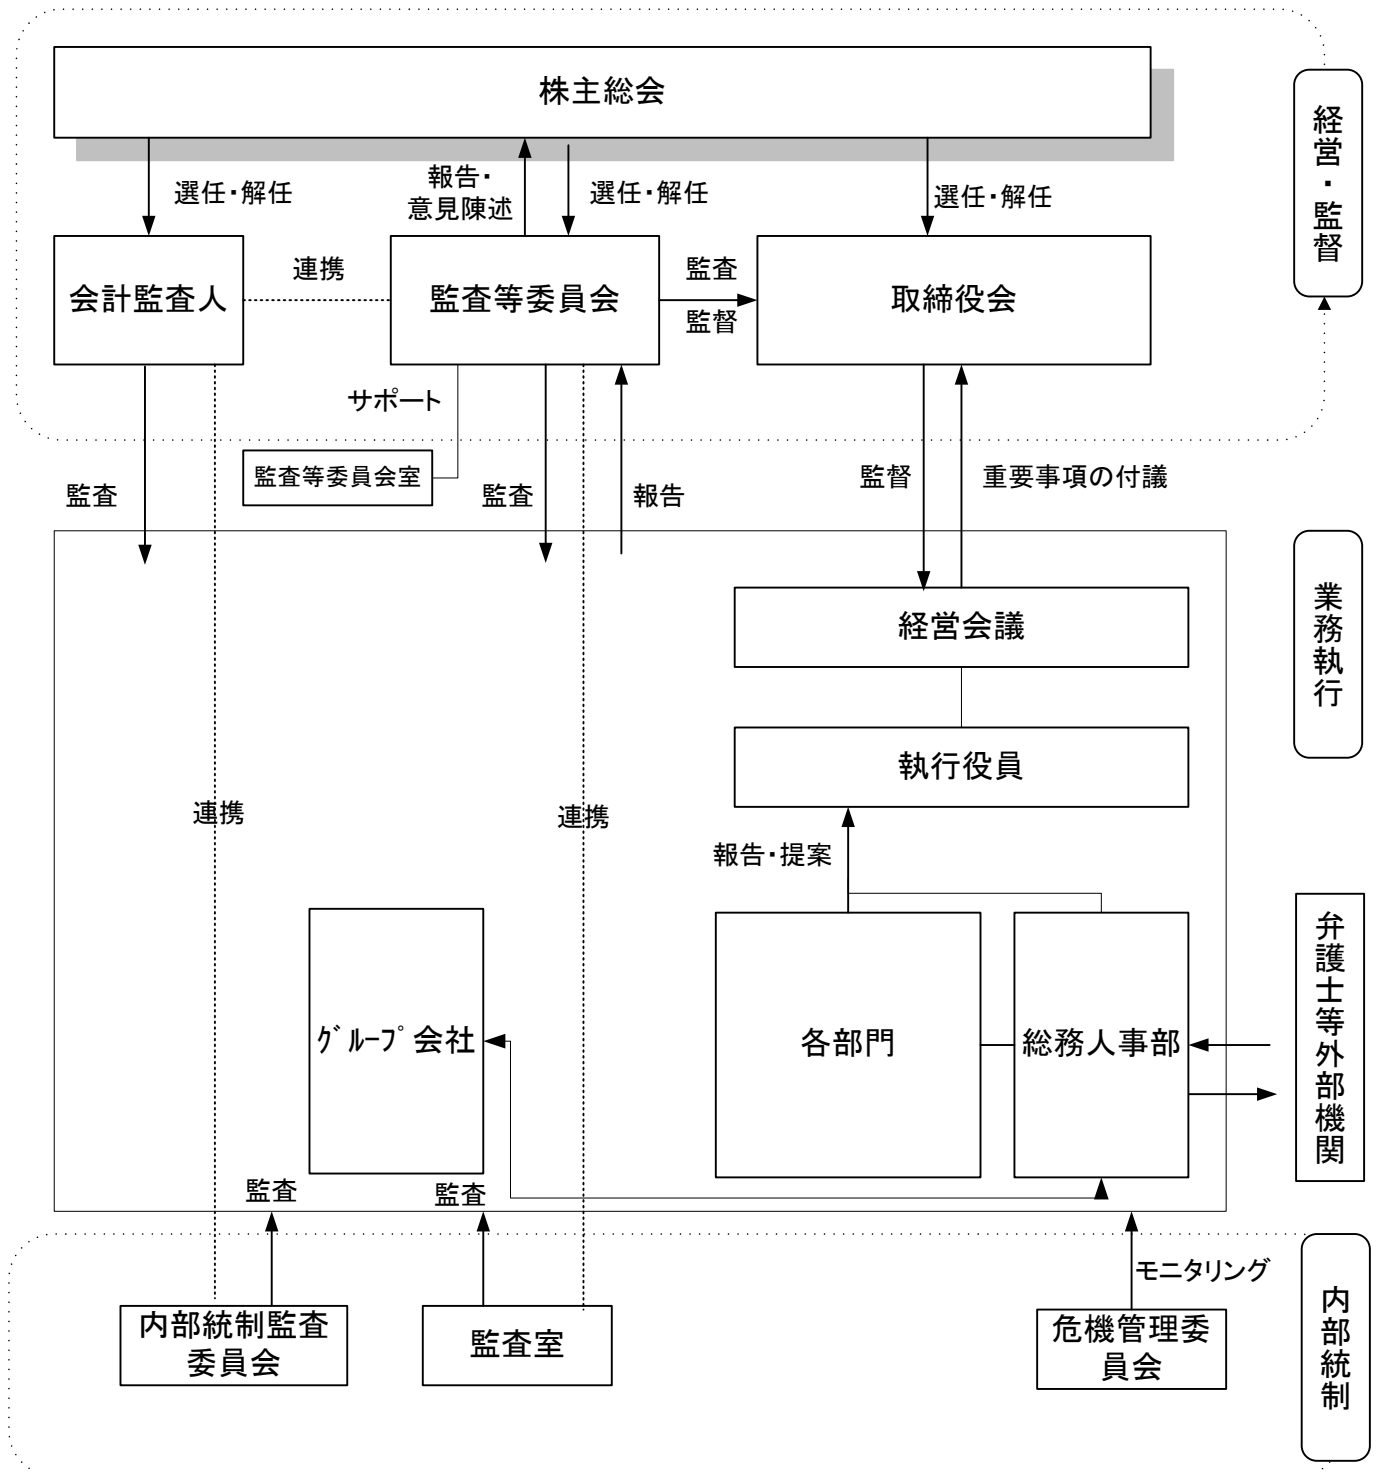 株主総会
経営・監督
報告・
意見陳述
選任・解任
選任・解任
選任・解任
会計監査人
連携
監査等委員会
監査
監督
取締役会
サポート
監査等委員会室
監査
監査
報告
監督
重要事項の付議
業務執行
経営会議
執行役員
連携
連携
報告・提案
弁護士等外部機関
ｸﾞﾙｰﾌﾟ会社
各部門
総務人事部
監査
監査
モニタリング
内部統制
内部統制監査
委員会
監査室
危機管理委
員会